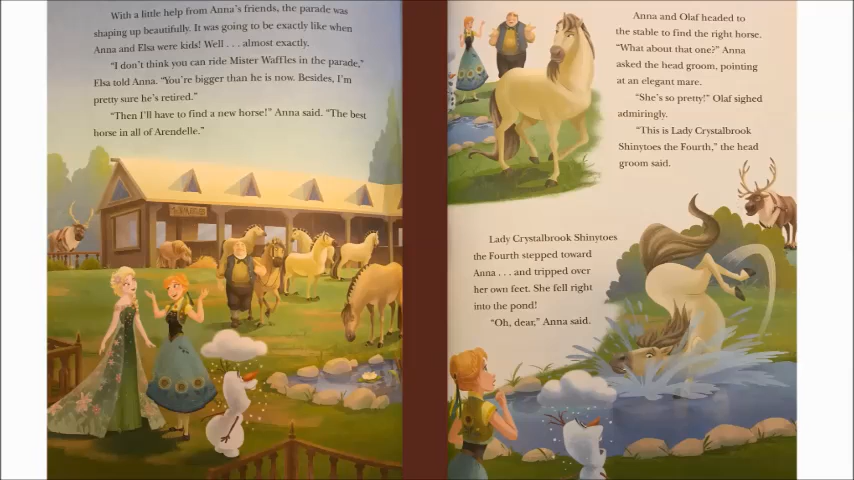 With a little help from Anna's friends, the parade was
shaping up beautifully. It was going to be exactly like when
Anna and Elsa were kids! Well . . . almost exactly.
"I don't think you can ride Mister Waffles in the parade,"
Elsa told Anna. "You're bigger than he is now. Besides, I'm
pretty sure he's retired."
"Then I'll have to find a new horse!" Anna said. "The best
horse in all of Arendelle."
Anna and Olaf headed to
the stable to find the right horse.
"What about that one?" Anna
asked the head groom, pointing
at an elegant mare.
"She's so pretty!" Olaf sighed
admiringly.
"This is Lady Crystalbrook
Shinytoes the Fourth," the head
groom said.
Lady Crystalbrook Shinytoes
the Fourth stepped toward
Anna . . . and tripped over
her own feet. She fell right
into the pond!
"Oh, dear," Anna said.